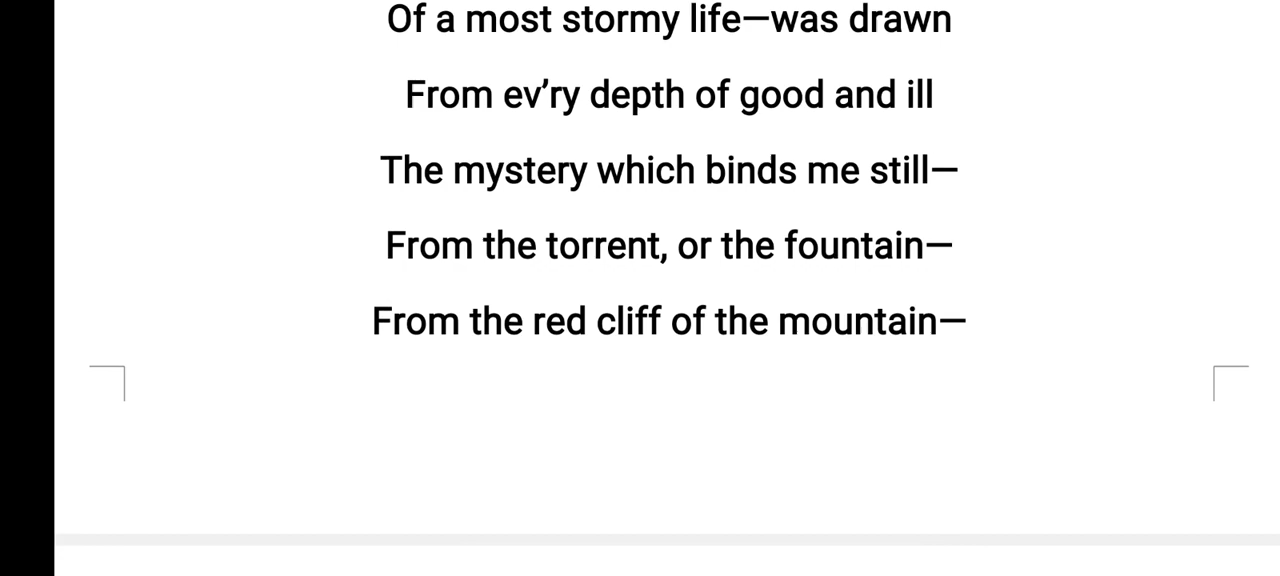 Of a most stormy life—was drawn
From ev’ry depth of good and ill
The mystery which binds me still—
From the torrent, or the fountain—
From the red cliff of the mountain—